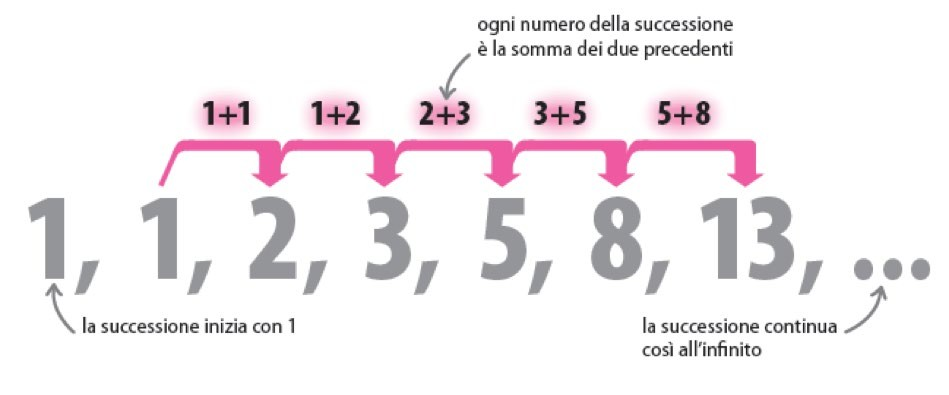 ogni numero della successione
è la somma dei due precedenti
1+1 1+2 2+3 3+5 5+8
1, 1, 2, 3, 5, 8, 13, ...
la successione inizia con 1
la successione continua
così all'infinito